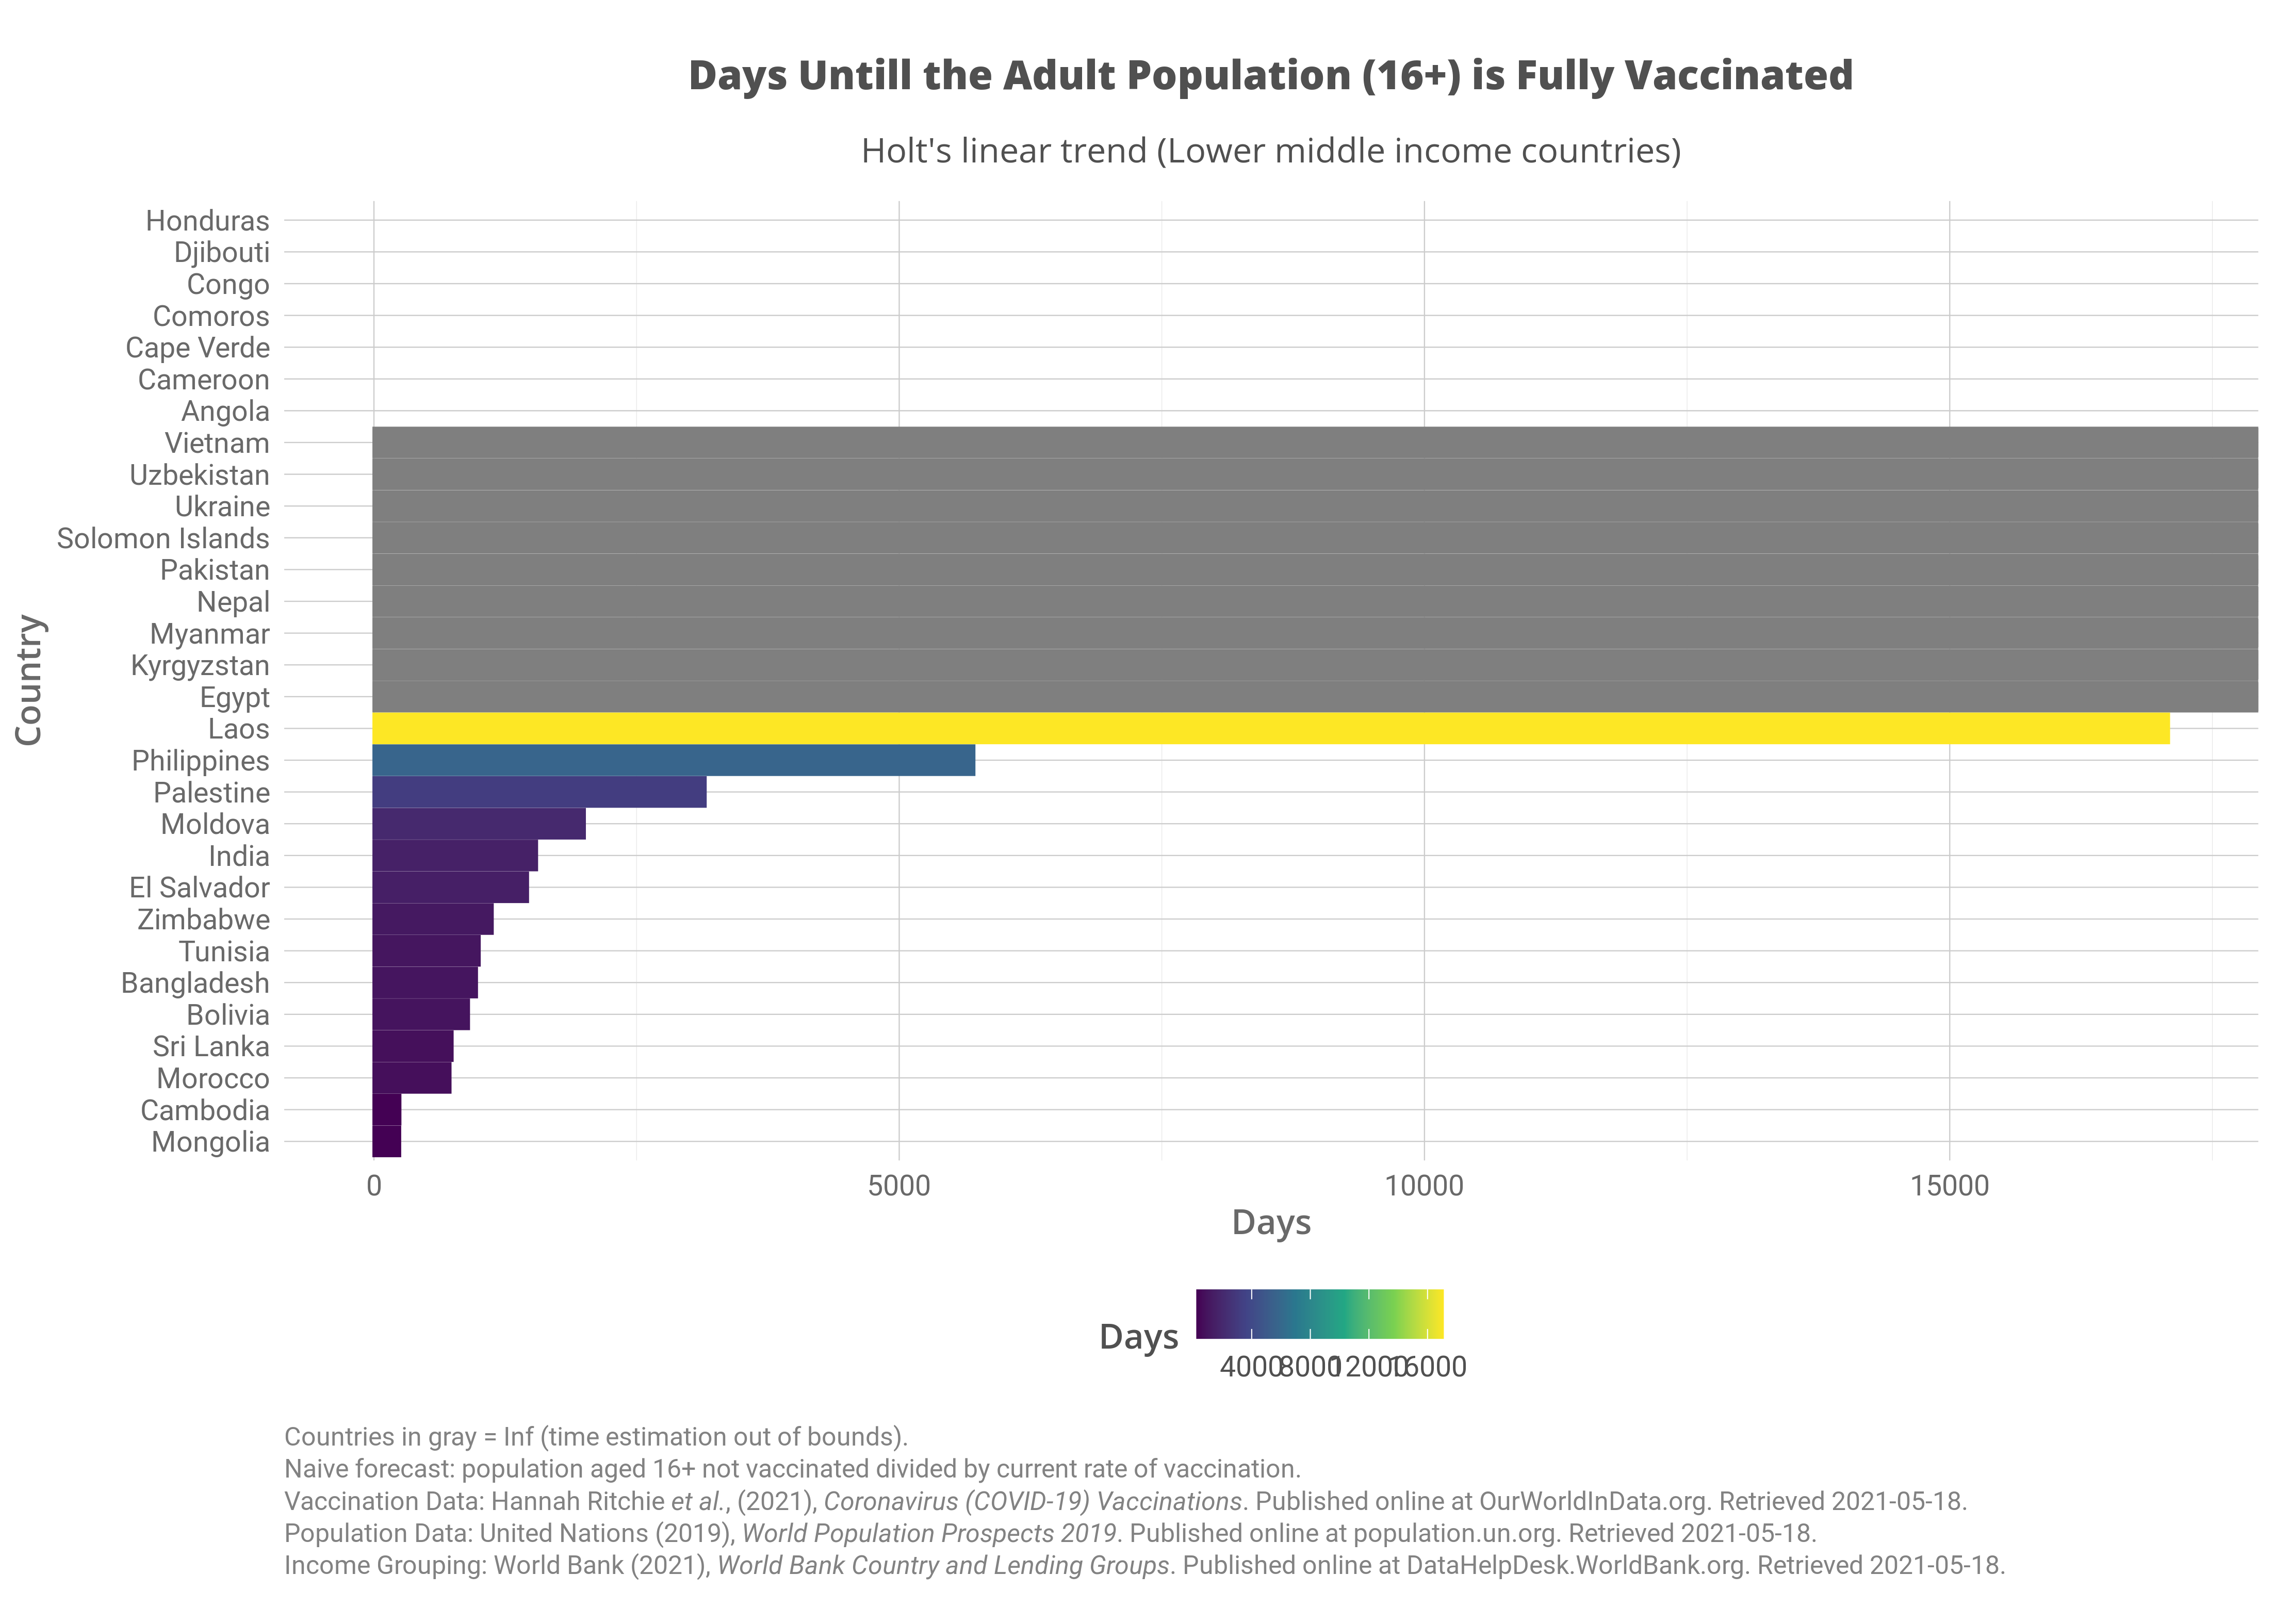 Days Untill the Adult Population (16+) is Fully Vaccinated
Holt's linear trend (Lower middle income countries)
Country
Honduras
Djibouti
Congo
Comoros
Cape Verde
Cameroon
Angola
Vietnam
Uzbekistan
Ukraine
Solomon Islands
Pakistan
Nepal
Myanmar
Kyrgyzstan
Egypt
Laos
Philippines
Palestine
Moldova
India
El Salvador
Zimbabwe
Tunisia
Bangladesh
Bolivia
Sri Lanka
Morocco
Cambodia
Mongolia
0 5000 10000 15000
Days
Days
4000 8000 12000 16000
Countries in gray = Inf (time estimation out of bounds).
Naive forecast: population aged 16+ not vaccinated divided by current rate of vaccination.
Vaccination Data: Hannah Ritchie et al., (2021), Coronavirus (COVID-19) Vaccinations. Published online at OurWorldInData.org. Retrieved 2021-05-18.
Population Data: United Nations (2019), World Population Prospects 2019. Published online at population.un.org. Retrieved 2021-05-18.
Income Grouping: World Bank (2021), World Bank Country and Lending Groups. Published online at DataHelpDesk.WorldBank.org. Retrieved 2021-05-18.